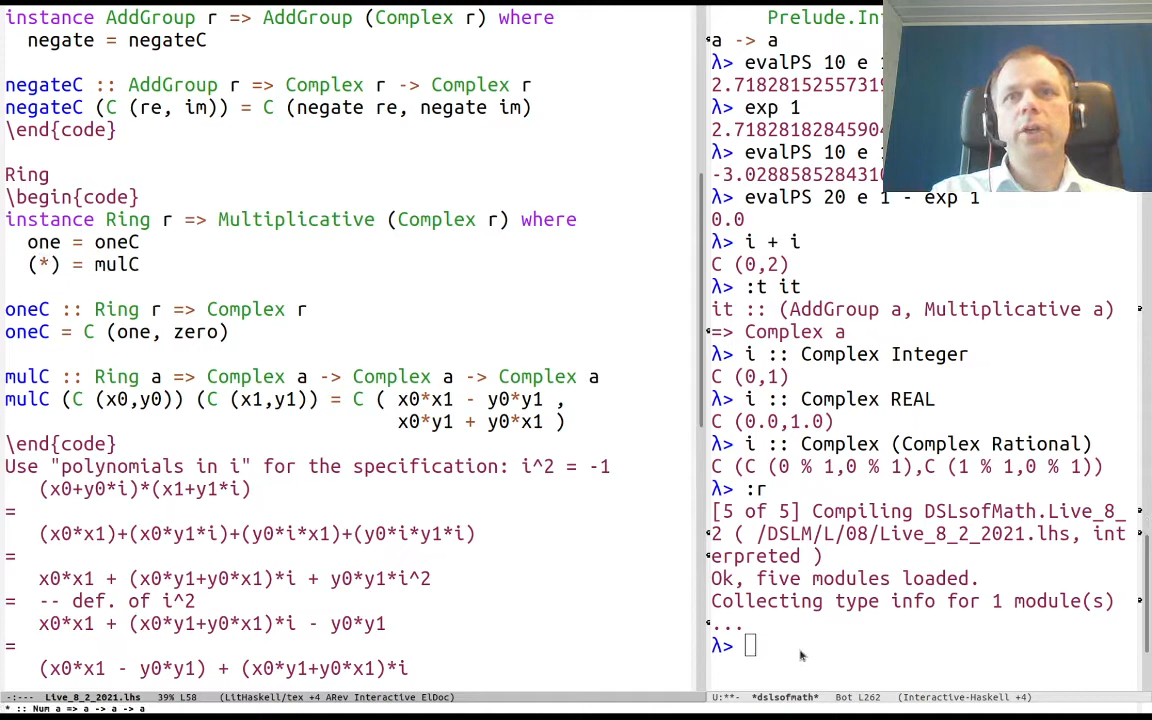 instance AddGroup r => AddGroup (Complex r) where
  negate = negateC

negateC :: AddGroup r => Complex r -> Complex r
negateC (C (re, im)) = C (negate re, negate im)
\end{code}

Ring
\begin{code}
instance Ring r => Multiplicative (Complex r) where
  one = oneC
  (*) = mulC

oneC :: Ring r => Complex r
oneC = C (one, zero)

mulC :: Ring a => Complex a -> Complex a -> Complex a
mulC (C (x0,y0)) (C (x1,y1)) = C ( x0*x1 - y0*y1 ,
                                   x0*y1 + y0*x1 )
\end{code}
Use "polynomials in i" for the specification: i^2 = -1
   (x0+y0*i)*(x1+y1*i)
=
   (x0*x1)+(x0*y1*i)+(y0*i*x1)+(y0*i*y1*i)
=
   x0*x1 + (x0*y1+y0*x1)*i + y0*y1*i^2
=  -- def. of i^2
   x0*x1 + (x0*y1+y0*x1)*i - y0*y1
=
   (x0*x1 - y0*y1) + (x0*y1+y0*x1)*i
-:--- Live_8_2_2021.lhs 39% L58 (LitHaskell/tex +4 ARev Interactive ElDoc)
* :: Num a => a -> a -> a
a -> a
λ> evalPS 10 e
λ> exp 1
λ> evalPS 10 e
λ> evalPS 20 e 1 - exp 1
0.0
λ> i + i
C (0,2)
λ> :t it
it :: (AddGroup a, Multiplicative a)
=> Complex a
λ> i :: Complex Integer
C (0,1)
λ> i :: Complex REAL
C (0.0,1.0)
λ> i :: Complex (Complex Rational)
C (C (0 % 1,0 % 1),C (1 % 1,0 % 1))
λ> :r
[5 of 5] Compiling DSLsofMath.Live_8_
2 ( /DSLM/L/08/Live_8_2_2021.lhs, int
erpreted )
Ok, five modules loaded.
Collecting type info for 1 module(s)
...
λ>
U:**- *dslsofmath* Bot L262 (Interactive-Haskell +4)